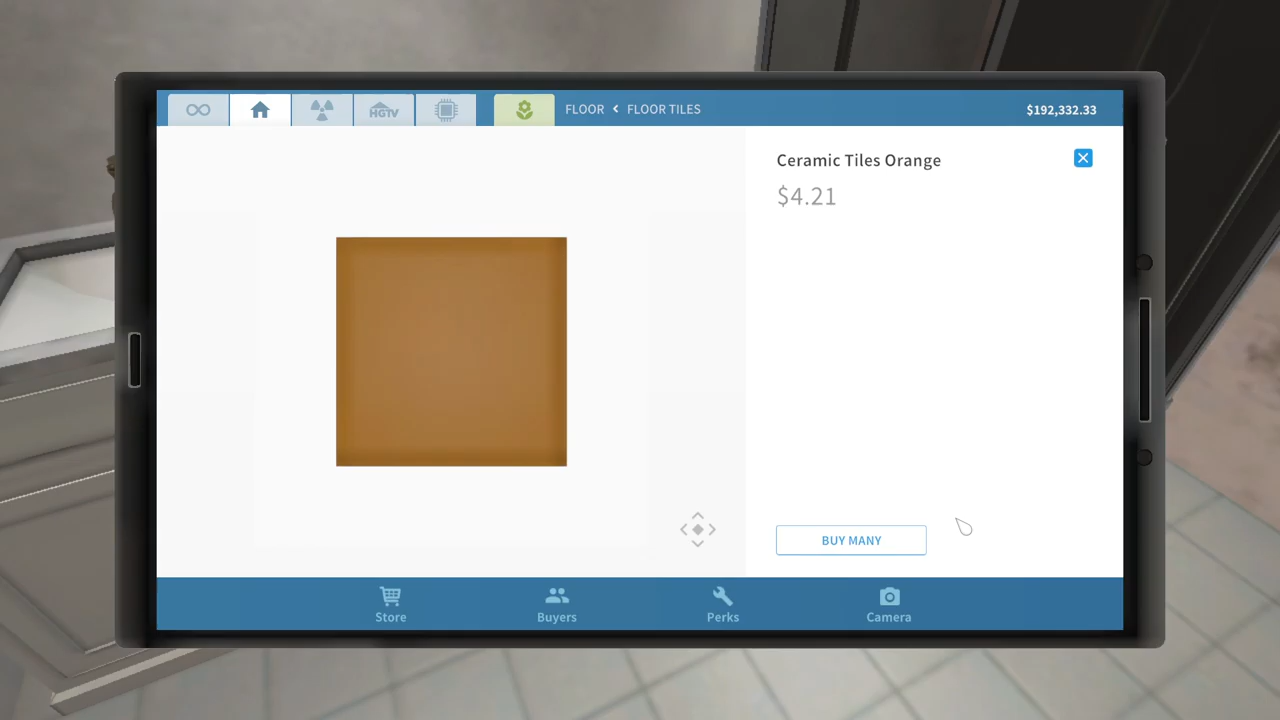 HGTV
FLOOR < FLOOR TILES
$192,332.33
Ceramic Tiles Orange
$4.21
BUY MANY
Store
Buyers
Perks
Camera